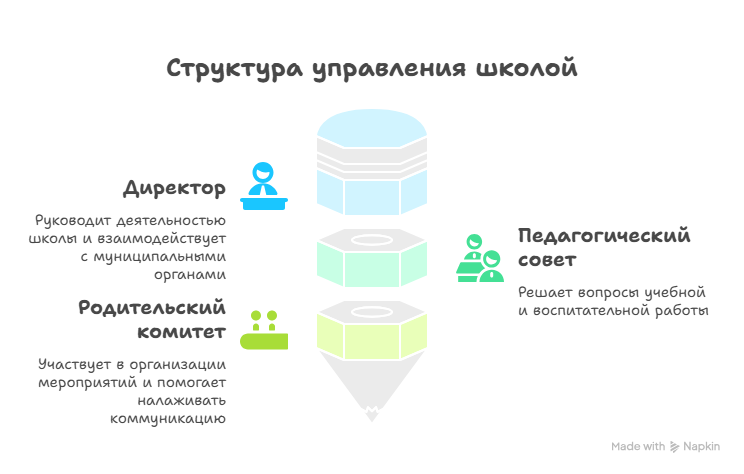 Структура управления школой
Директор
Руководит деятельностью
школы и взаимодействует
с муниципальными
органами
Педагогический
совет
Решает вопросы учебной
и воспитательной работы
Родительский
комитет
Участвует в организации
мероприятий и помогает
налаживать
коммуникацию
Made with Napkin